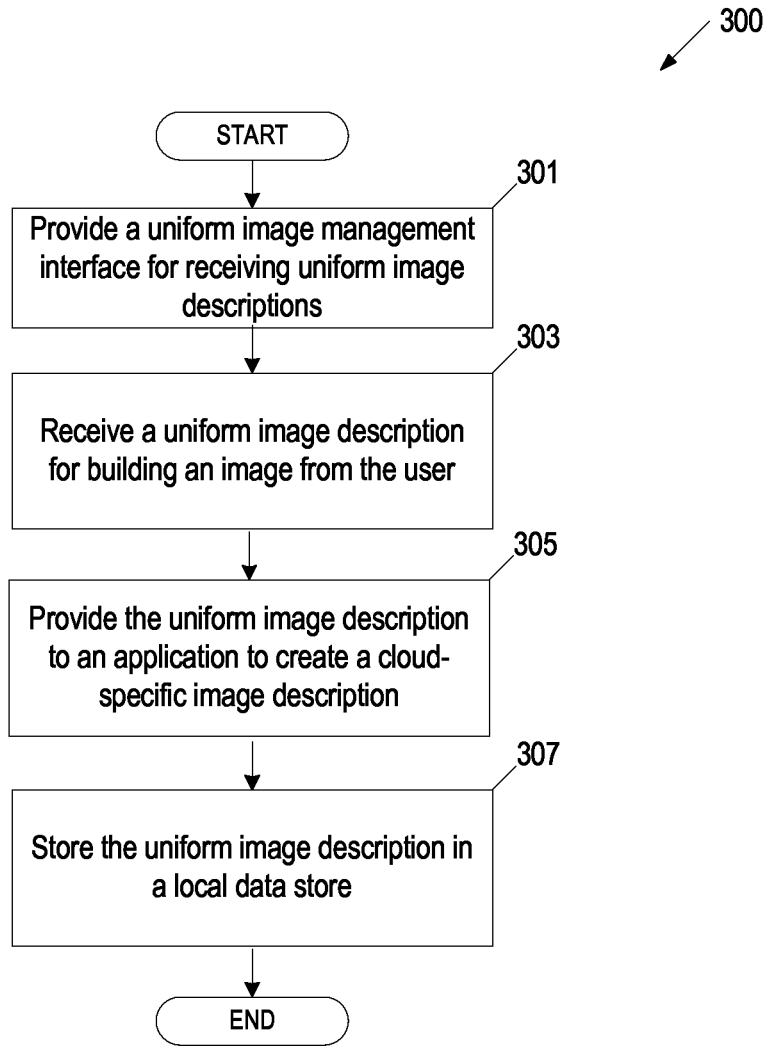 300
START
301
Provide a uniform image management
interface for receiving uniform image
descriptions
303
Receive a uniform image description
for building an image from the user
305
Provide the uniform image description
to an application to create a cloud-
specific image description
307
Store the uniform image description in
a local data store
END